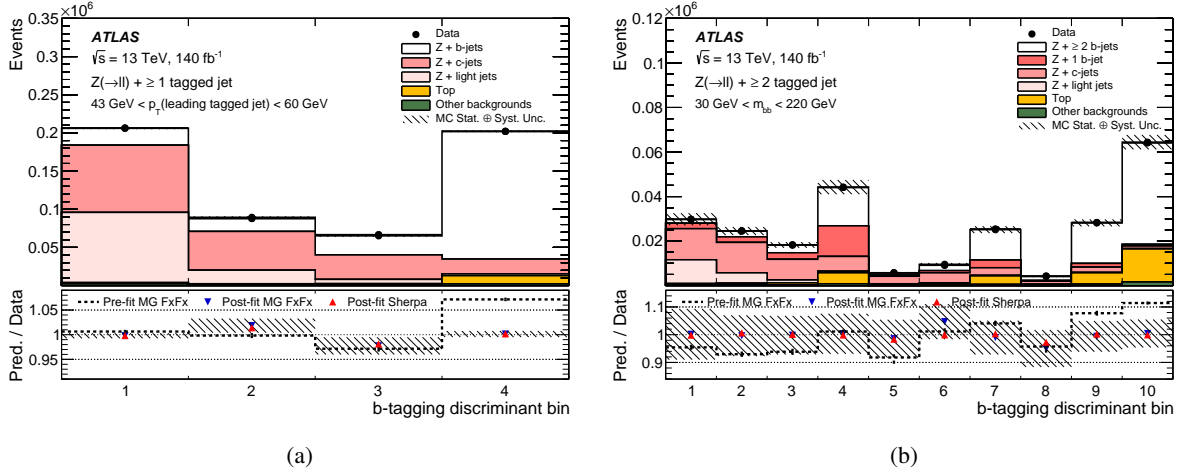 ×10⁶
0.35
0.3
0.25
0.2
0.15
0.1
0.05
Events
ATLAS
√s = 13 TeV, 140 fb⁻¹
Z(→ll) + ≥ 1 tagged jet
43 GeV < p_T(leading tagged jet) < 60 GeV
Data
Z + b-jets
Z + c-jets
Z + light jets
Top
Other backgrounds
MC Stat. ⊕ Syst. Unc.
Pre-fit MG FxFx
Post-fit MG FxFx
Post-fit Sherpa
1.05
1
0.95
Pred. / Data
1 2 3 4
b-tagging discriminant bin
(a)
×10⁶
0.12
0.1
0.08
0.06
0.04
0.02
Events
ATLAS
√s = 13 TeV, 140 fb⁻¹
Z(→ll) + ≥ 2 tagged jet
30 GeV < m_bb < 220 GeV
Data
Z + ≥ 2 b-jets
Z + 1 b-jet
Z + c-jets
Z + light jets
Top
Other backgrounds
MC Stat. ⊕ Syst. Unc.
Pre-fit MG FxFx
Post-fit MG FxFx
Post-fit Sherpa
1.1
1
0.9
Pred. / Data
1 2 3 4 5 6 7 8 9 10
b-tagging discriminant bin
(b)